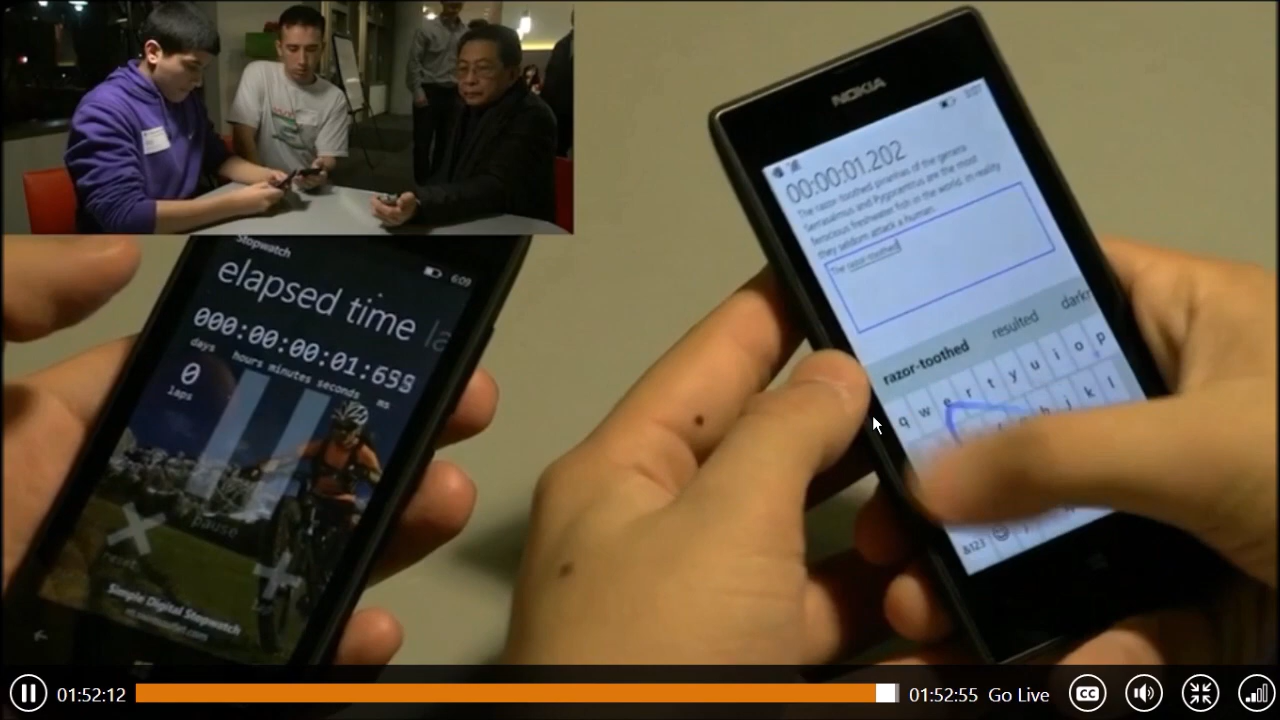 Stopwatch
6:09
elapsed time la
000:00:00:01:65
days hours minutes seconds ms
0
laps
pause
Simple Digital Stopwatch
NOKIA
00:00:01.202
The razor-toothed piranhas of the genera
Serrasalmus and Pygocentrus are the most
ferocious freshwater fish in the world. In reality
they seldom attack a human.
The razor-toothed
razor-toothed resulted darkn
q w e r t y u i o p
h j k l
&123
01:52:12
01:52:55 Go Live
CC